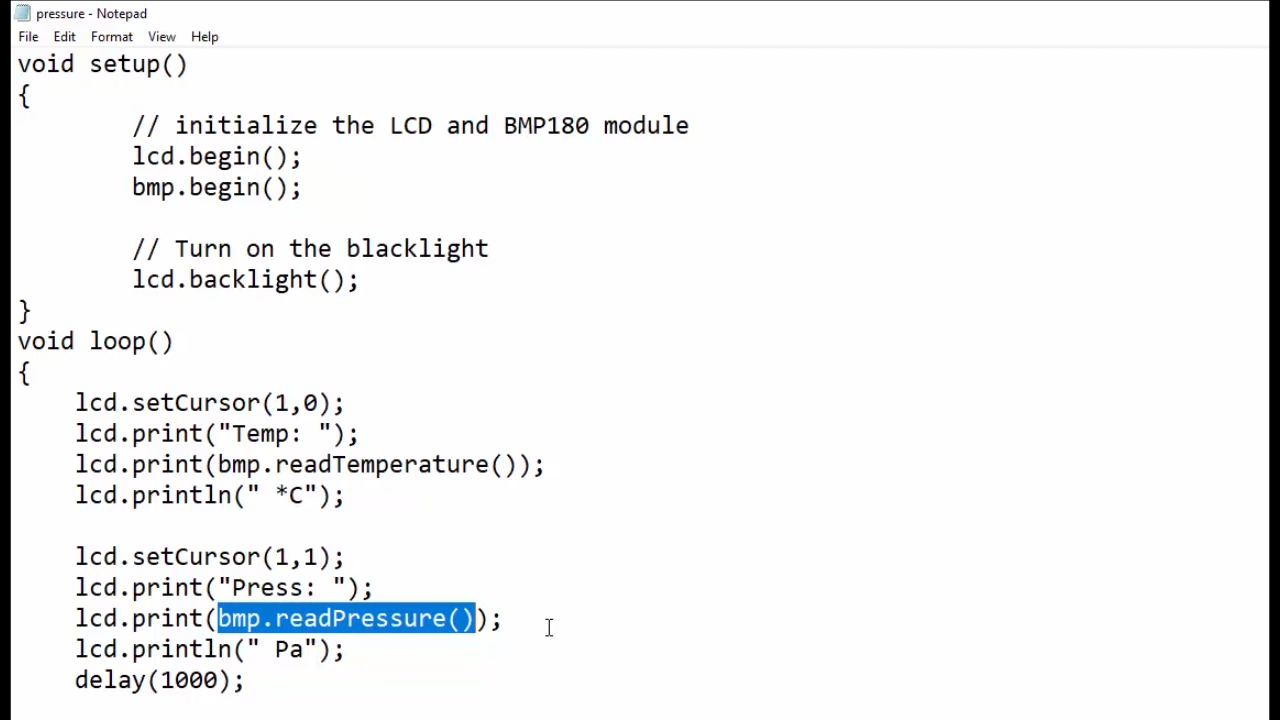 pressure - Notepad
File Edit Format View Help
void setup()
{
        // initialize the LCD and BMP180 module
        lcd.begin();
        bmp.begin();

        // Turn on the blacklight
        lcd.backlight();
}
void loop()
{
    lcd.setCursor(1,0);
    lcd.print("Temp: ");
    lcd.print(bmp.readTemperature());
    lcd.println(" *C");

    lcd.setCursor(1,1);
    lcd.print("Press: ");
    lcd.print(bmp.readPressure());
    lcd.println(" Pa");
    delay(1000);